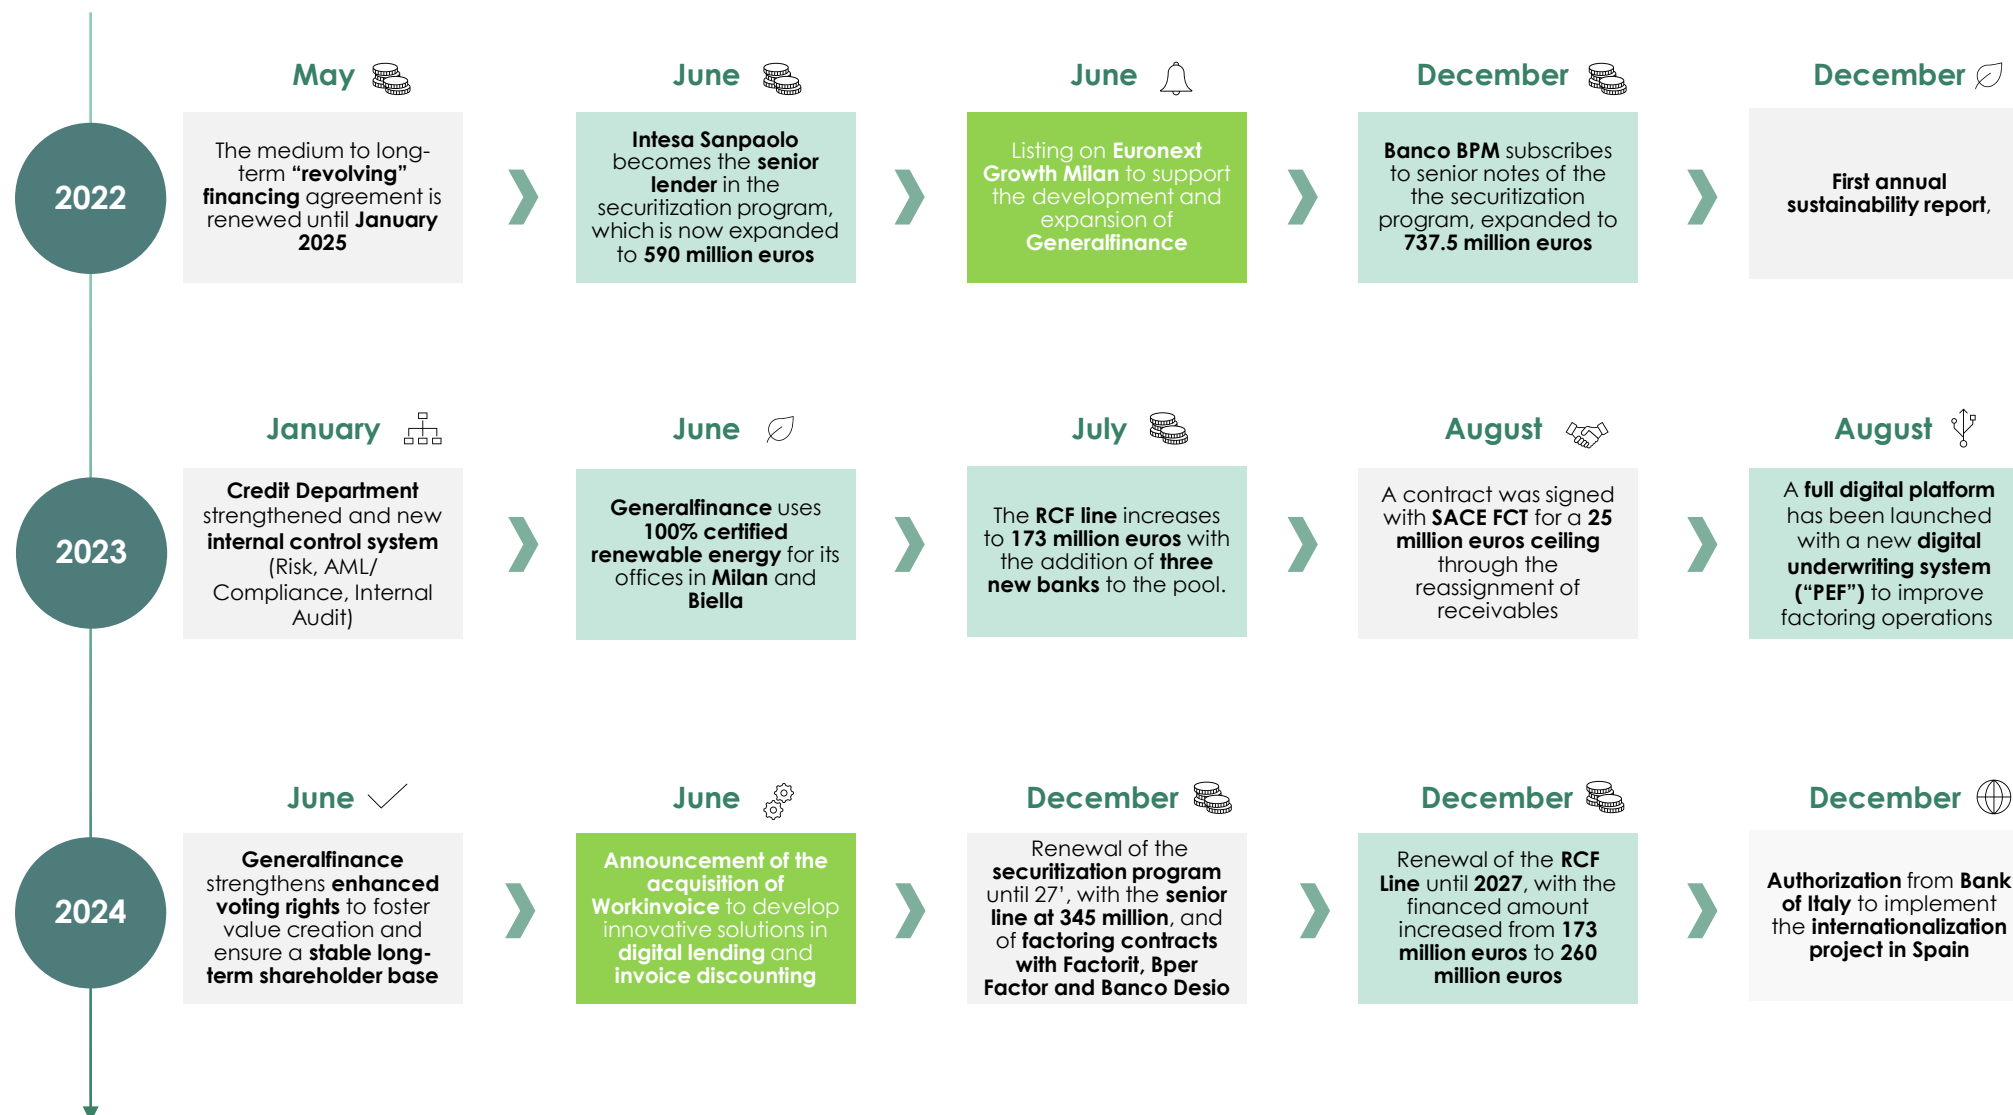 2022
May
The medium to long-
term “revolving”
financing agreement is
renewed until January
2025
June
Intesa Sanpaolo
becomes the senior
lender in the
securitization program,
which is now expanded
to 590 million euros
June
Listing on Euronext
Growth Milan to support
the development and
expansion of
Generalfinance
December
Banco BPM subscribes
to senior notes of the
the securitization
program, expanded to
737.5 million euros
December
First annual
sustainability report,
2023
January
Credit Department
strengthened and new
internal control system
(Risk, AML/
Compliance, Internal
Audit)
June
Generalfinance uses
100% certified
renewable energy for its
offices in Milan and
Biella
July
The RCF line increases
to 173 million euros with
the addition of three
new banks to the pool.
August
A contract was signed
with SACE FCT for a 25
million euros ceiling
through the
reassignment of
receivables
August
A full digital platform
has been launched
with a new digital
underwriting system
(“PEF”) to improve
factoring operations
2024
June
Generalfinance
strengthens enhanced
voting rights to foster
value creation and
ensure a stable long-
term shareholder base
June
Announcement of the
acquisition of
Workinvoice to develop
innovative solutions in
digital lending and
invoice discounting
December
Renewal of the
securitization program
until 27’, with the senior
line at 345 million, and
of factoring contracts
with Factorit, Bper
Factor and Banco Desio
December
Renewal of the RCF
Line until 2027, with the
financed amount
increased from 173
million euros to 260
million euros
December
Authorization from Bank
of Italy to implement
the internationalization
project in Spain